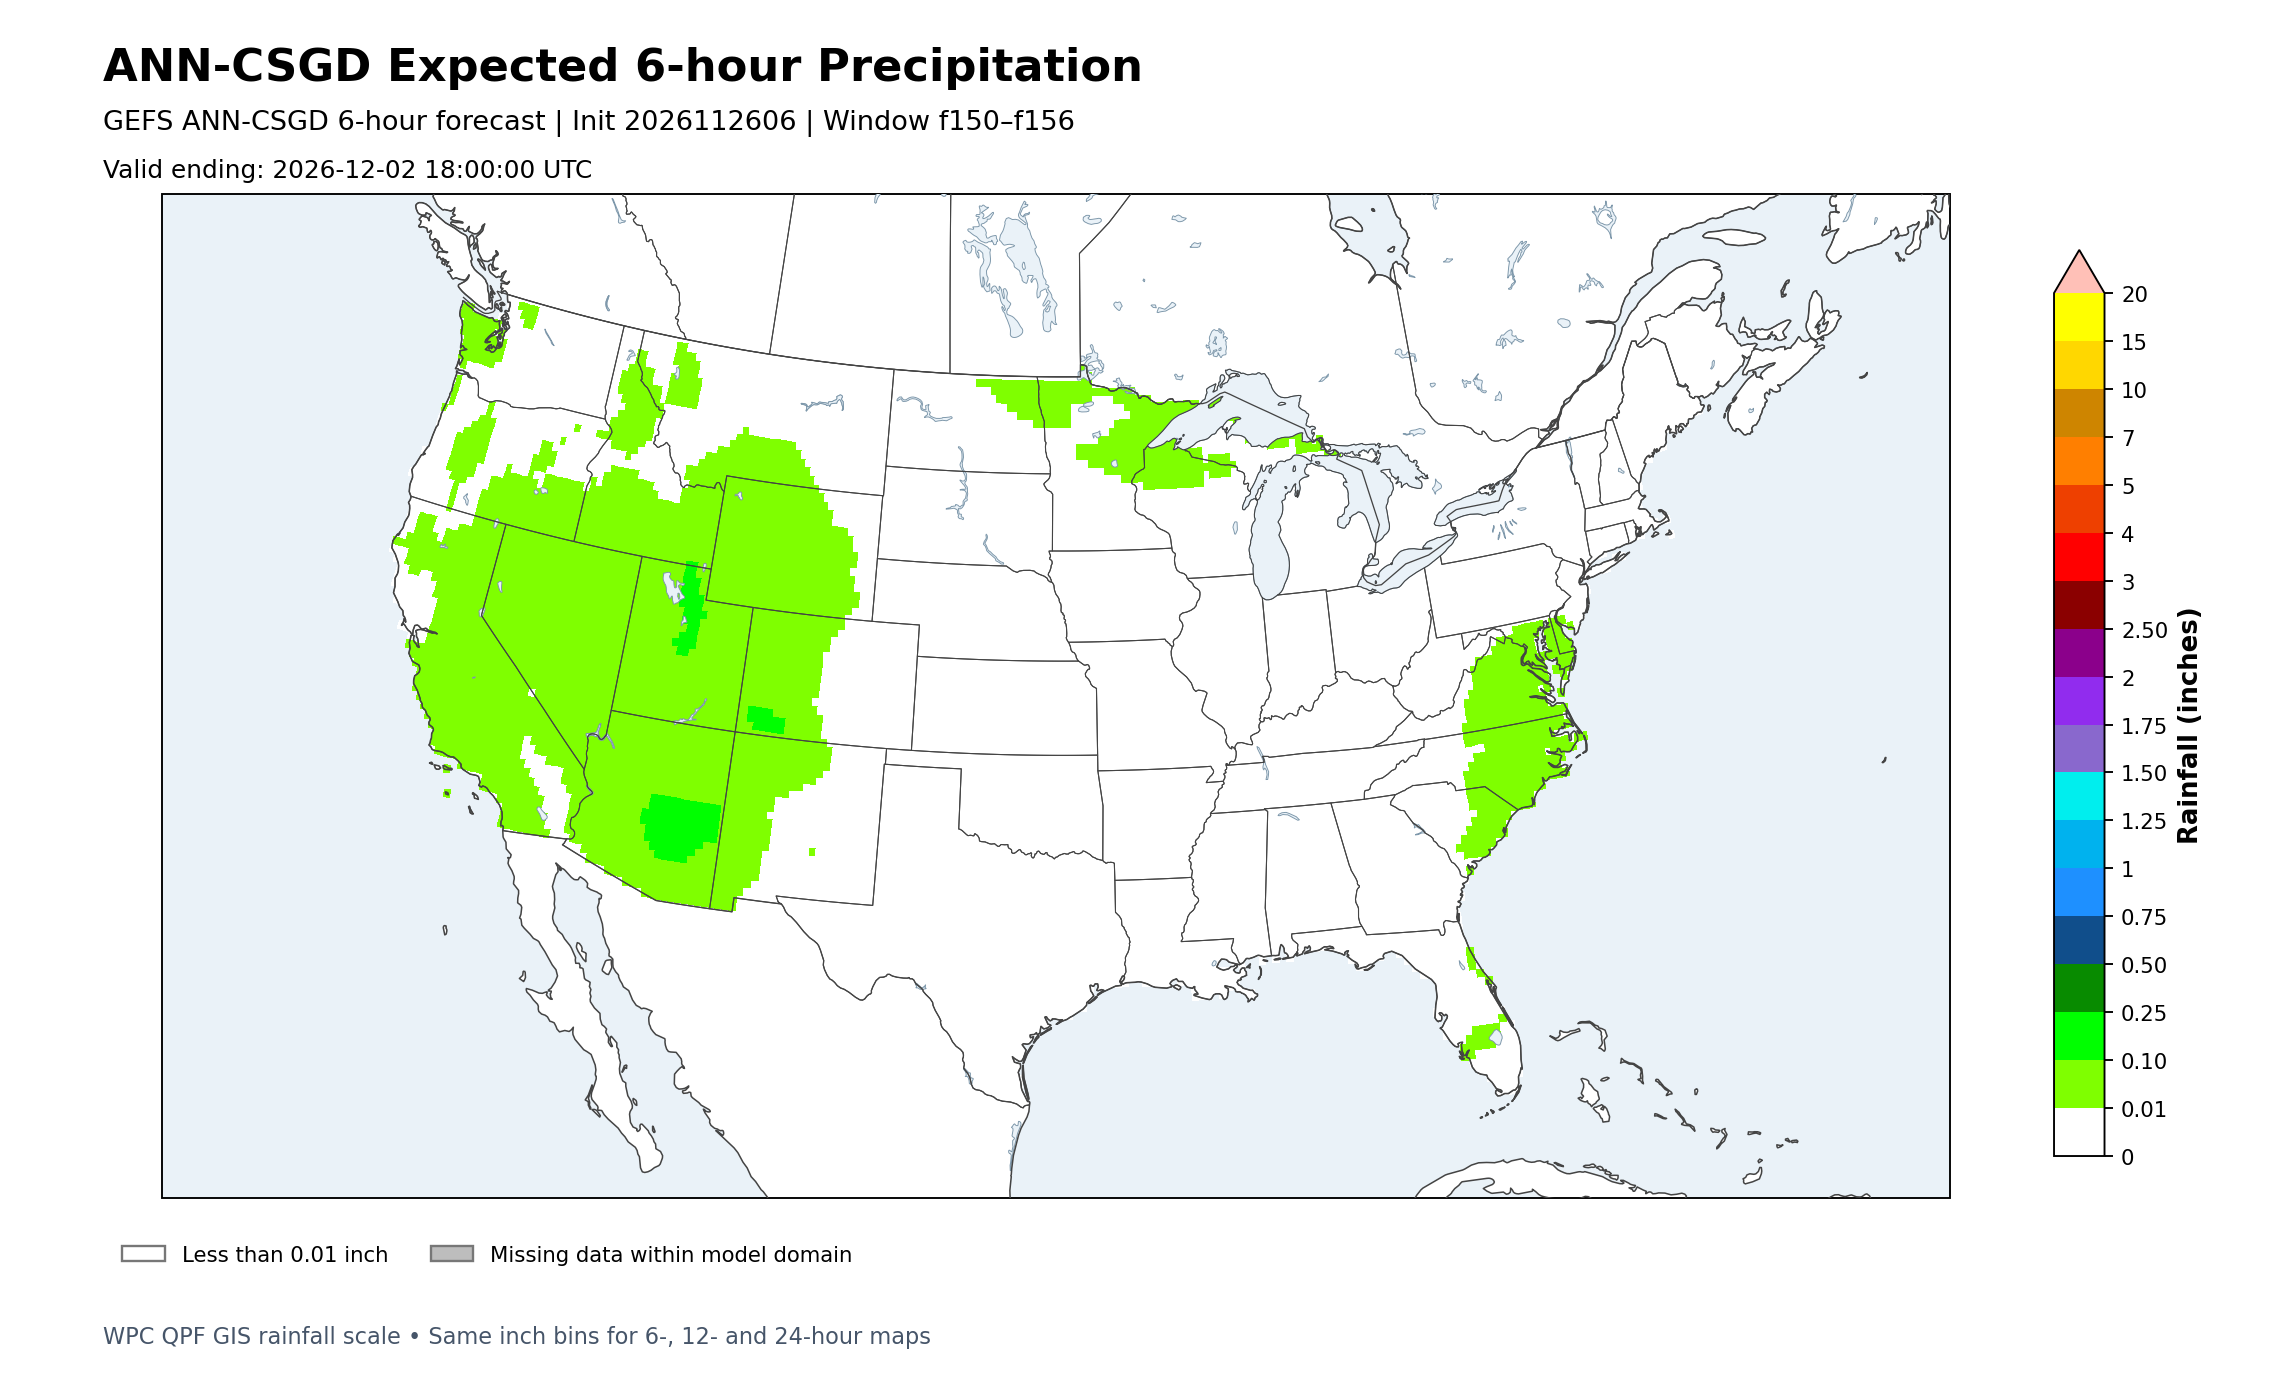 ANN-CSGD Expected 6-hour Precipitation
GEFS ANN-CSGD 6-hour forecast | Init 2026112606 | Window f150–f156
Valid ending: 2026-12-02 18:00:00 UTC
20
15
10
7
5
4
3
2.50
2
1.75
1.50
1.25
1
0.75
0.50
0.25
0.10
0.01
0
Rainfall (inches)
Less than 0.01 inch
Missing data within model domain
WPC QPF GIS rainfall scale • Same inch bins for 6-, 12- and 24-hour maps